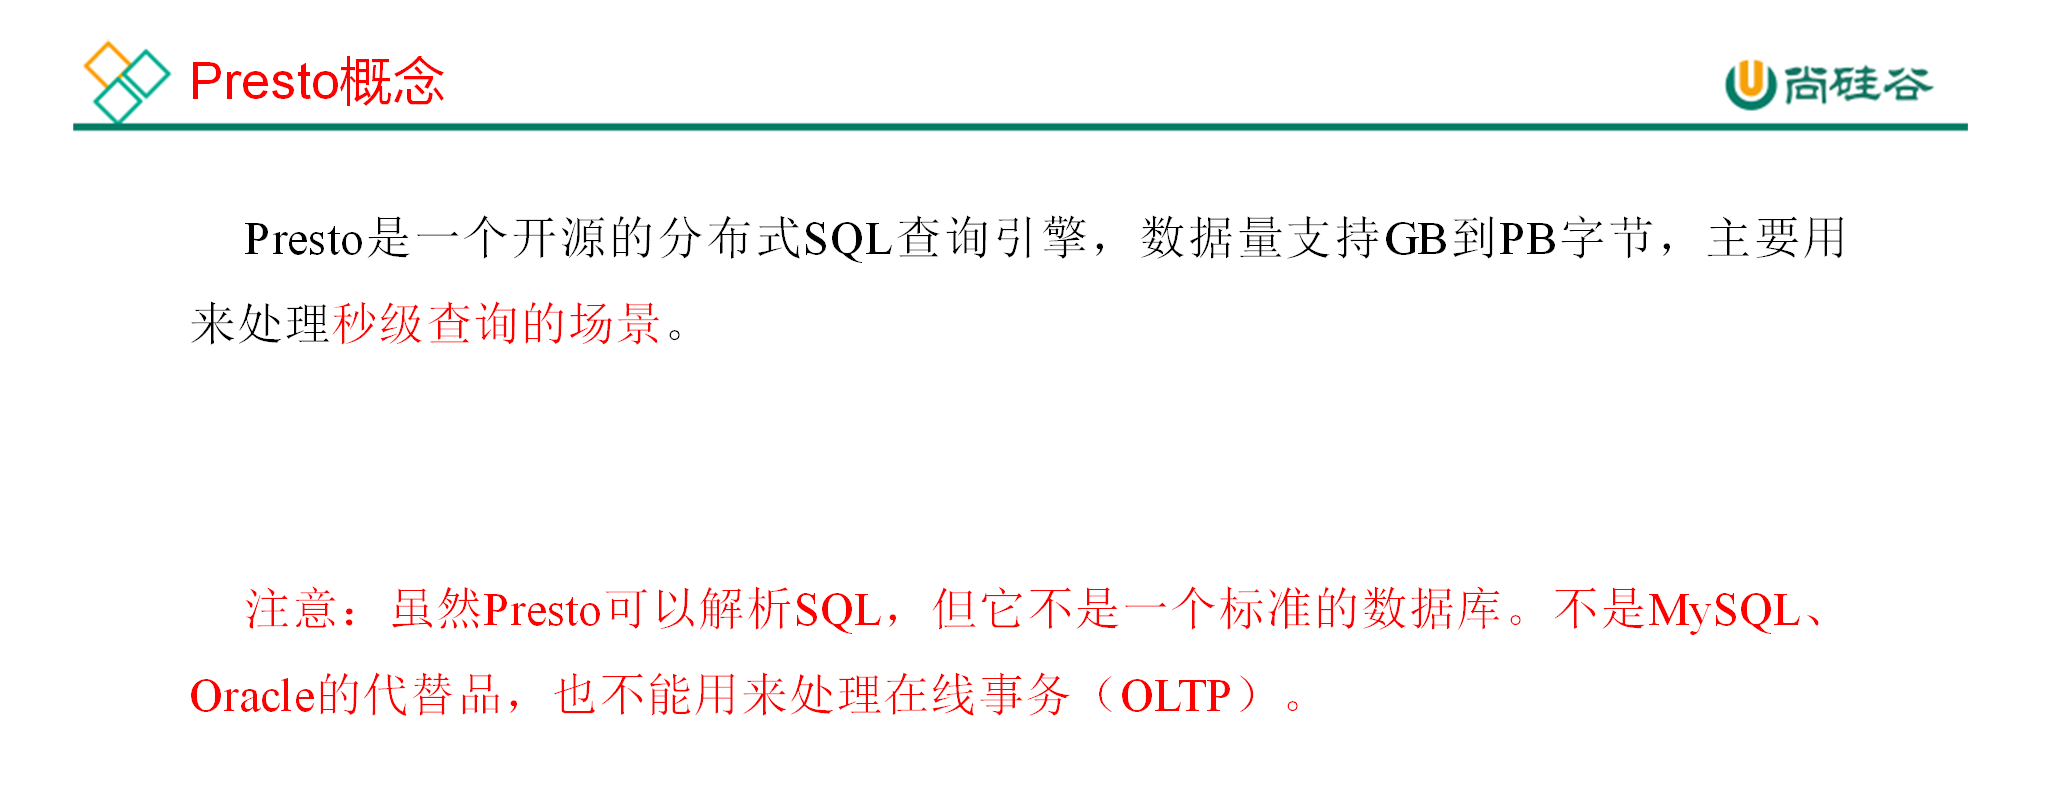 Presto概念
尚硅谷
Presto是一个开源的分布式SQL查询引擎，数据量支持GB到PB字节，主要用
来处理秒级查询的场景。
注意：虽然Presto可以解析SQL，但它不是一个标准的数据库。不是MySQL、
Oracle的代替品，也不能用来处理在线事务（OLTP）。